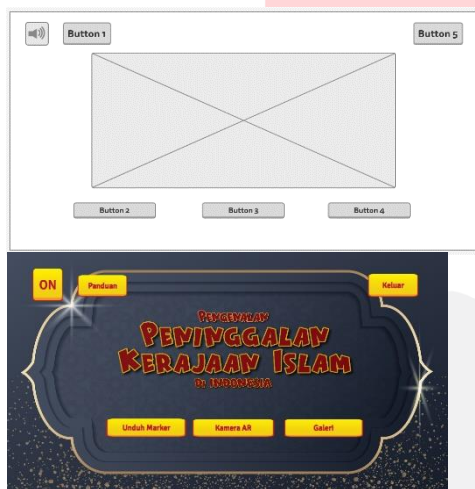 Button 1
Button 5
Button 2
Button 3
Button 4
ON
Panduan
Keluar
PENGENALAN
PENINGGALAN
KERAJAAN ISLAM
DI INDONESIA
Unduh Marker
Kamera AR
Galeri